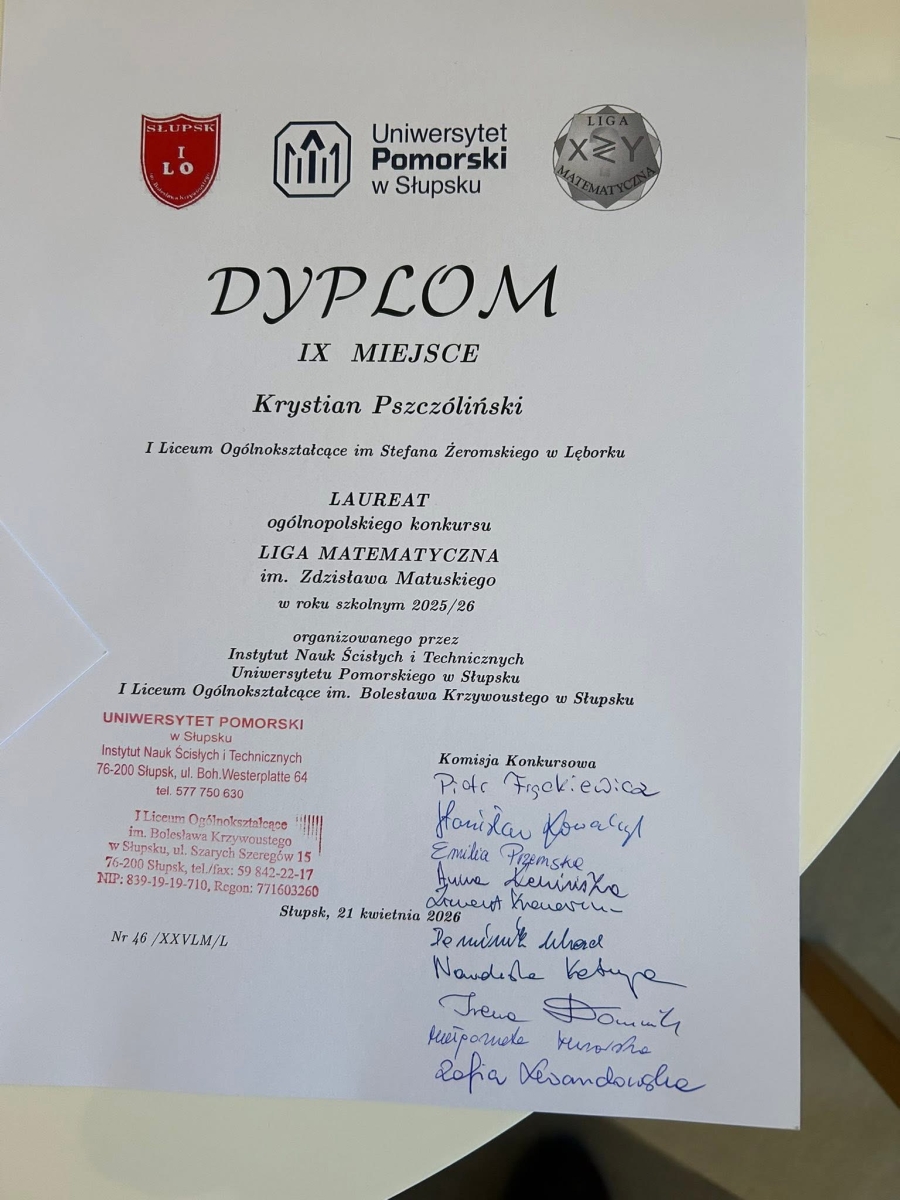 SŁUPSK
I
LO
Uniwersytet
Pomorski
w Słupsku
LIGA
X Y
MATEMATYCZNA
DYPLOM
IX MIEJSCE
Krystian Pszczóliński
I Liceum Ogólnokształcące im Stefana Żeromskiego w Lęborku
LAUREAT
ogólnopolskiego konkursu
LIGA MATEMATYCZNA
im. Zdzisława Matuskiego
w roku szkolnym 2025/26
organizowanego przez
Instytut Nauk Ścisłych i Technicznych
Uniwersytetu Pomorskiego w Słupsku
I Liceum Ogólnokształcące im. Bolesława Krzywoustego w Słupsku
UNIWERSYTET POMORSKI
w Słupsku
Instytut Nauk Ścisłych i Technicznych
76-200 Słupsk, ul. Boh.Westerplatte 64
tel. 577 750 630
I Liceum Ogólnokształcące
im. Bolesława Krzywoustego
w Słupsku, ul. Szarych Szeregów 15
76-200 Słupsk, tel./fax: 59 842-22-17
NIP: 839-19-19-710, Regon: 771603260
Komisja Konkursowa
Piotr
Stanisław Kowalczyk
Emilia
Anna
Słupsk, 21 kwietnia 2026
Dominik
Irena
Zofia Lewandowska
Nr 46 /XXVLM/L